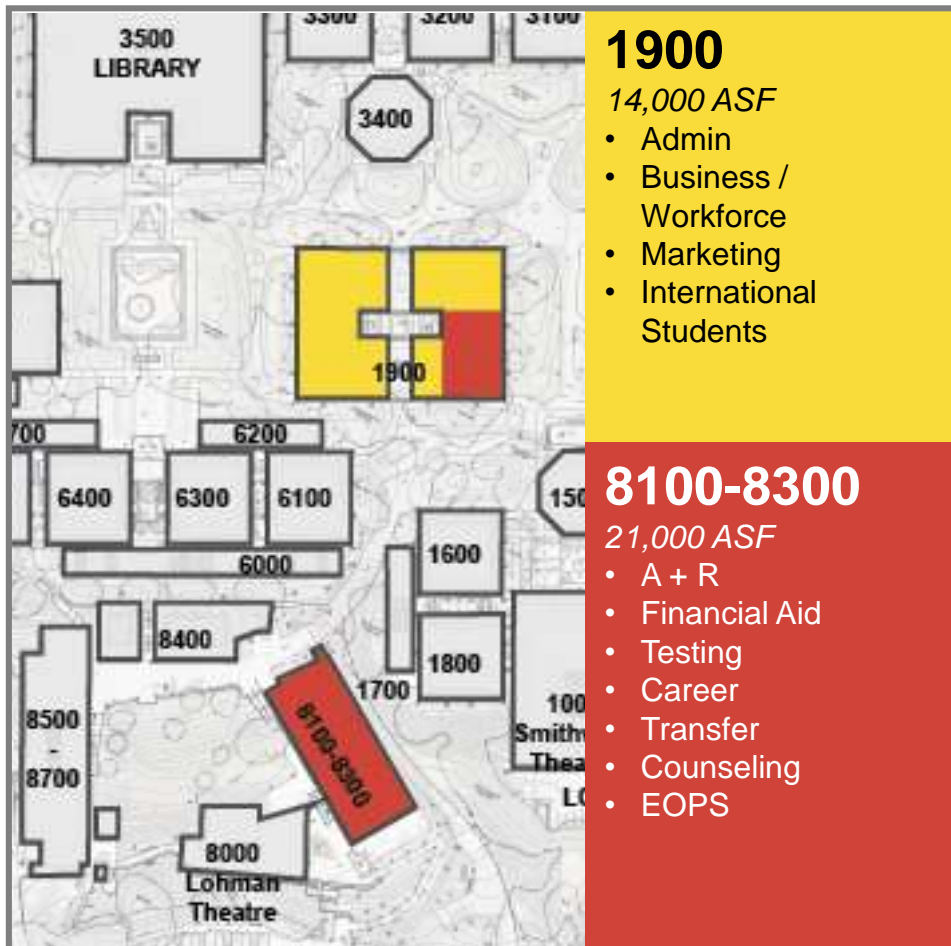 3300
3200
3100
3500
LIBRARY
3400
1900
6200
6400
6300
6100
6000
1600
8400
1800
1700
8500
-
8700
8100-8300
8000
Lohman
Theatre
1900
14,000 ASF
• Admin
• Business /
Workforce
• Marketing
• International
Students
8100-8300
21,000 ASF
• A + R
• Financial Aid
• Testing
• Career
• Transfer
• Counseling
• EOPS